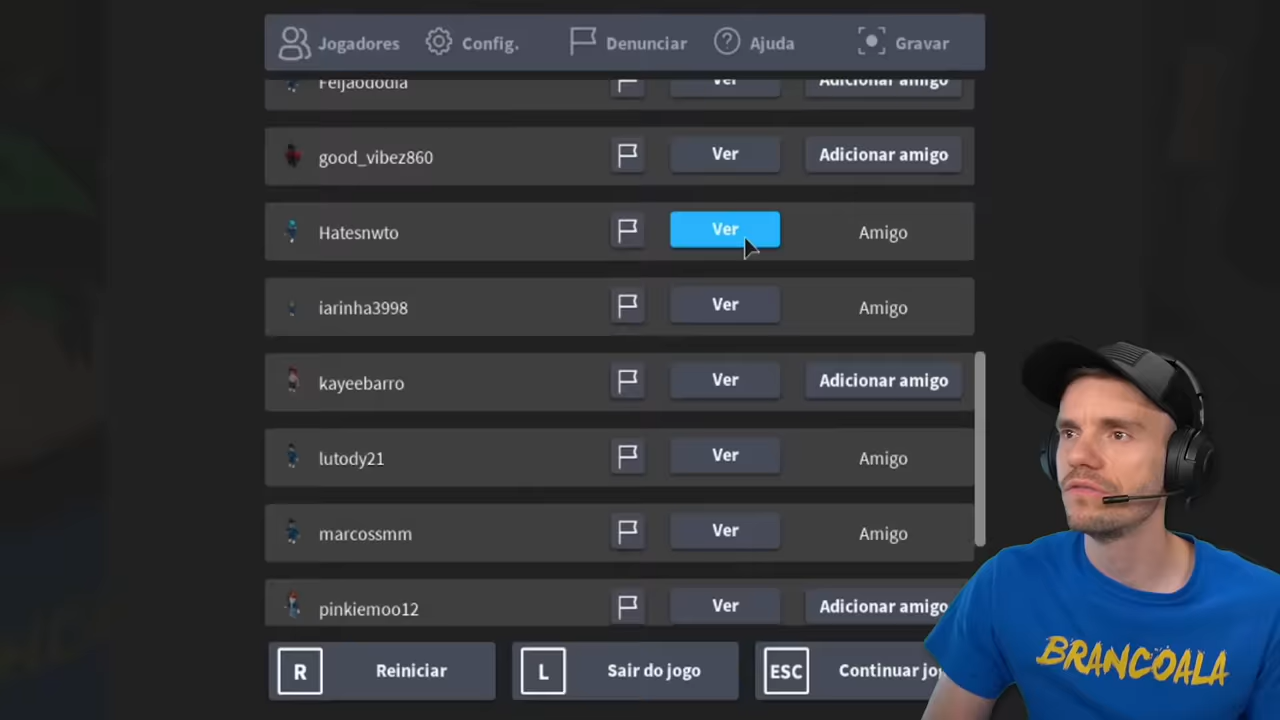 Jogadores Config. Denunciar Ajuda Gravar
Feijaododia Ver Adicionar amigo
good_vibez860 Ver Adicionar amigo
Hatesnwto Ver Amigo
iarinha3998 Ver Amigo
kayeebarro Ver Adicionar amigo
lutody21 Ver Amigo
marcossmm Ver Amigo
pinkiemoo12 Ver Adicionar amigo
R Reiniciar L Sair do jogo ESC Continuar jo
BRANCOALA